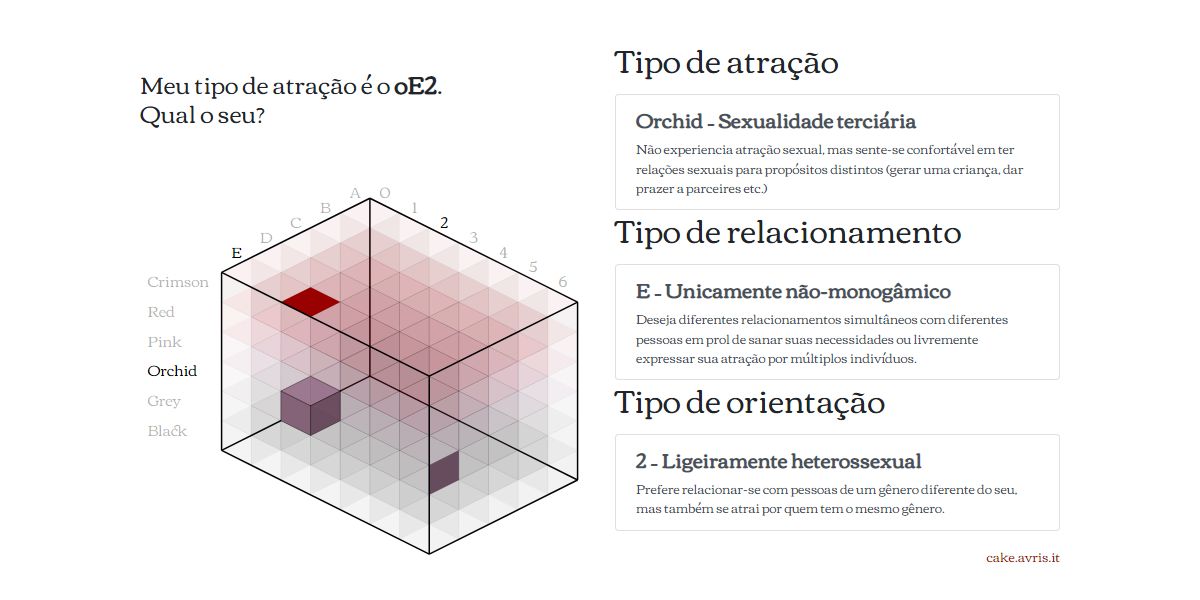 Meu tipo de atração é o oE2.
Qual o seu?
A
B
C
D
E
0
1
2
3
4
5
6
Crimson
Red
Pink
Orchid
Grey
Black
Tipo de atração
Orchid - Sexualidade terciária
Não experiencia atração sexual, mas sente-se confortável em ter
relações sexuais para propósitos distintos (gerar uma criança, dar
prazer a parceires etc.)
Tipo de relacionamento
E - Unicamente não-monogâmico
Deseja diferentes relacionamentos simultâneos com diferentes
pessoas em prol de sanar suas necessidades ou livremente
expressar sua atração por múltiplos indivíduos.
Tipo de orientação
2 - Ligeiramente heterossexual
Prefere relacionar-se com pessoas de um gênero diferente do seu,
mas também se atrai por quem tem o mesmo gênero.
cake.avris.it